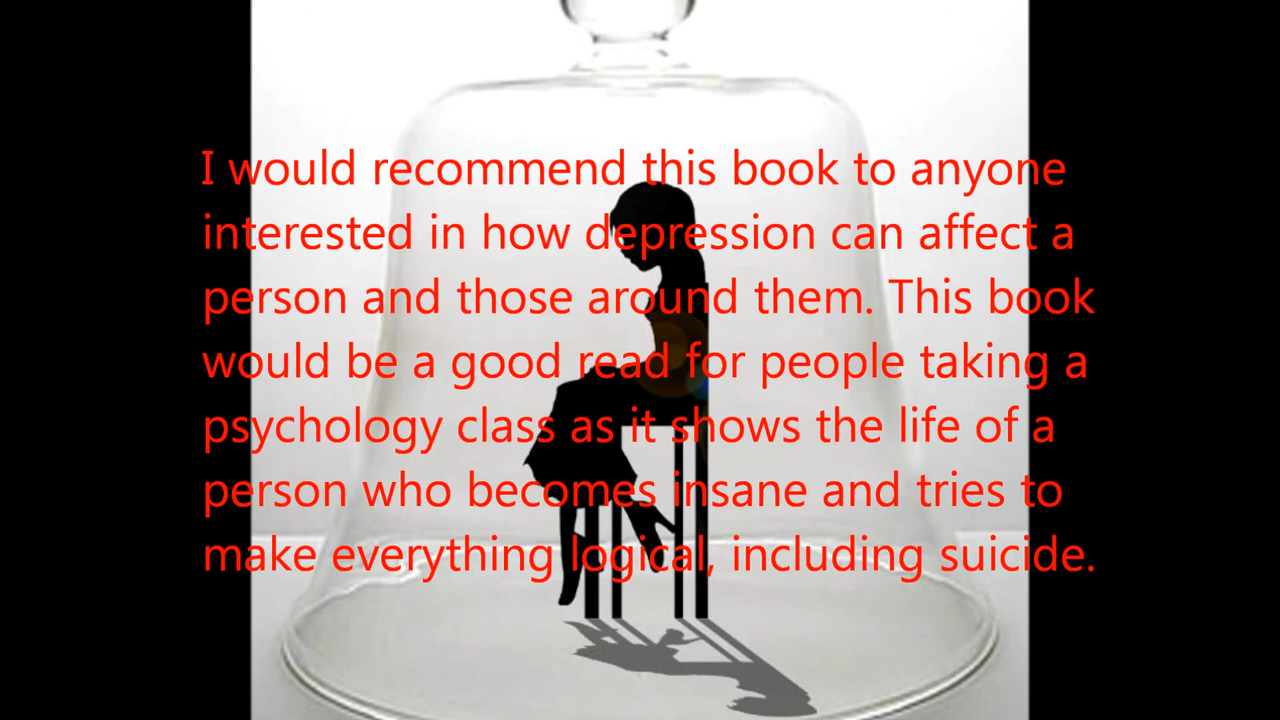 I would recommend this book to anyone
interested in how depression can affect a
person and those around them. This book
would be a good read for people taking a
psychology class as it shows the life of a
person who becomes insane and tries to
make everything logical, including suicide.